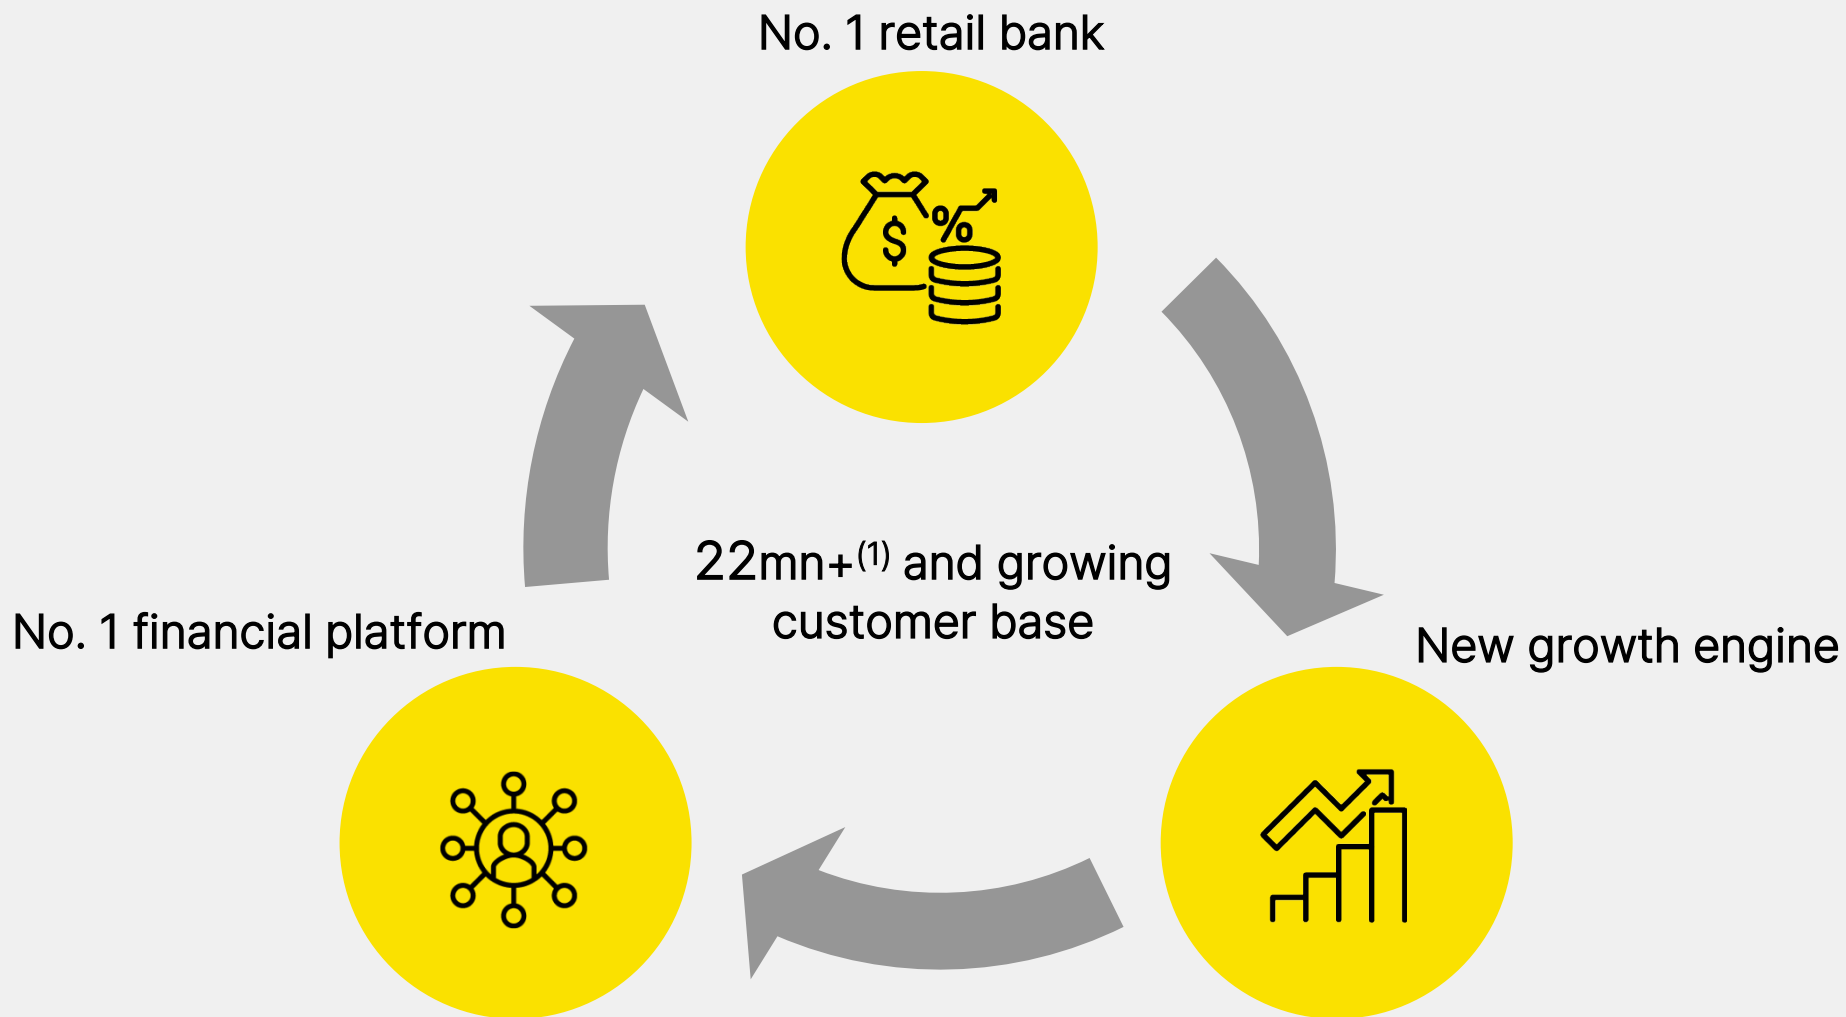 No. 1 retail bank
22mn+(1) and growing
customer base
No. 1 financial platform
New growth engine
$
%